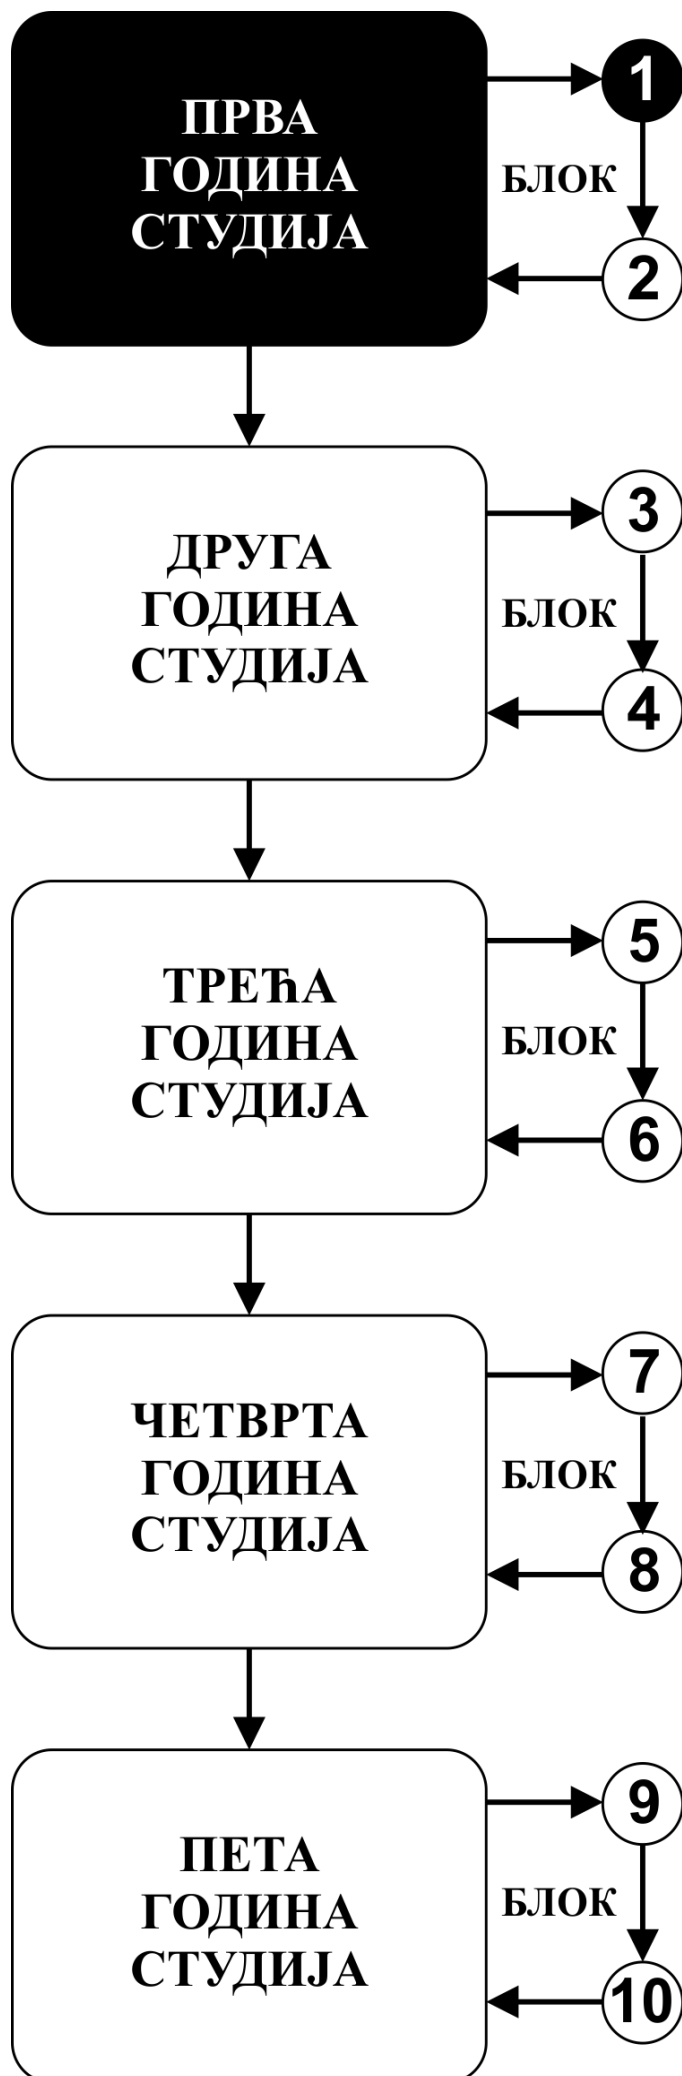 ПРВА
ГОДИНА
СТУДИЈА
1
БЛОК
2
ДРУГА
ГОДИНА
СТУДИЈА
3
БЛОК
4
ТРЕЋА
ГОДИНА
СТУДИЈА
5
БЛОК
6
ЧЕТВРТА
ГОДИНА
СТУДИЈА
7
БЛОК
8
ПЕТА
ГОДИНА
СТУДИЈА
9
БЛОК
10